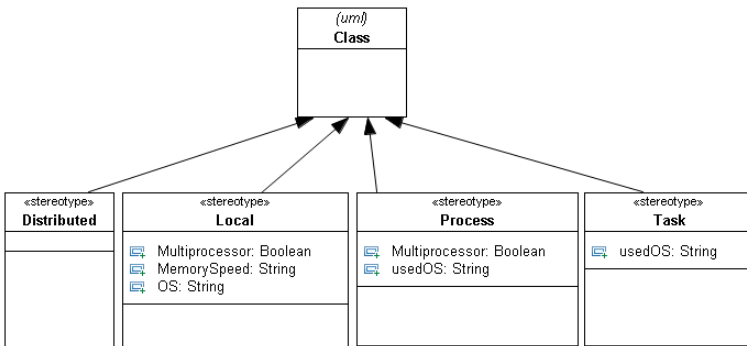 (uml)
Class
«stereotype»
Distributed
«stereotype»
Local
Multiprocessor: Boolean
MemorySpeed: String
OS: String
«stereotype»
Process
Multiprocessor: Boolean
usedOS: String
«stereotype»
Task
usedOS: String